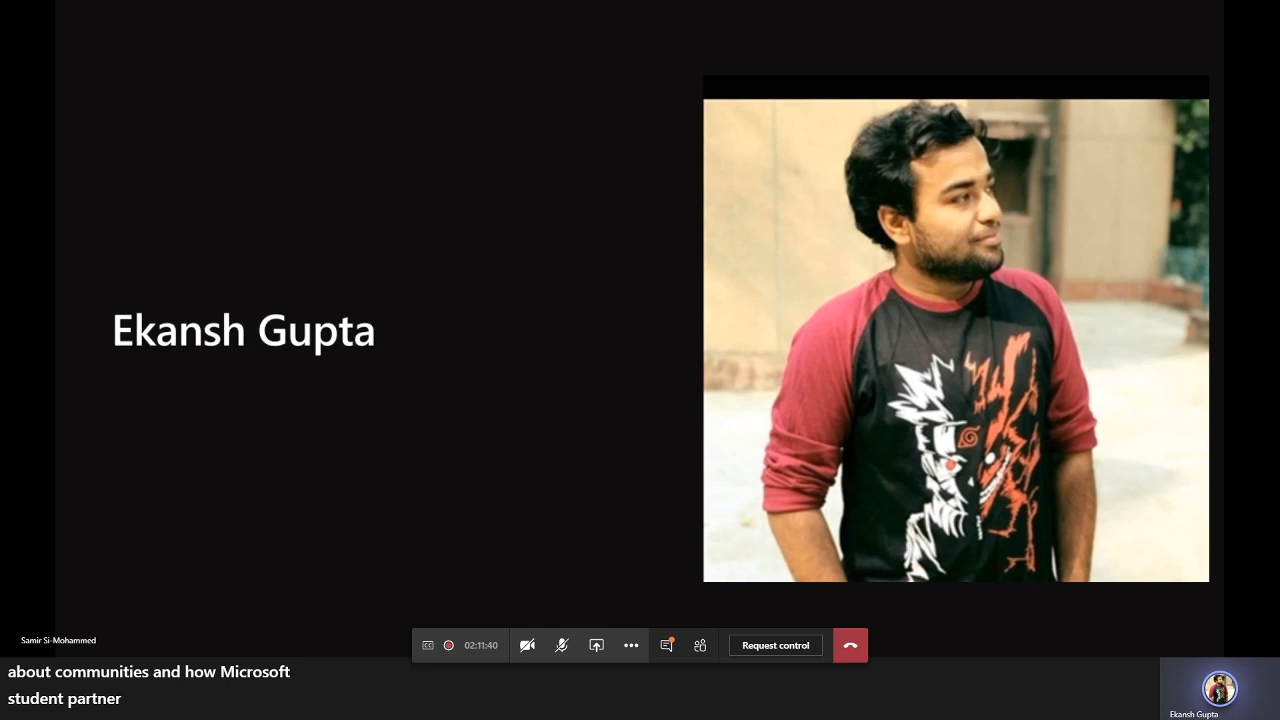 Ekansh Gupta
Samir Si-Mohammed
CC
02:11:40
Request control
about communities and how Microsoft
student partner
Ekansh Gupta